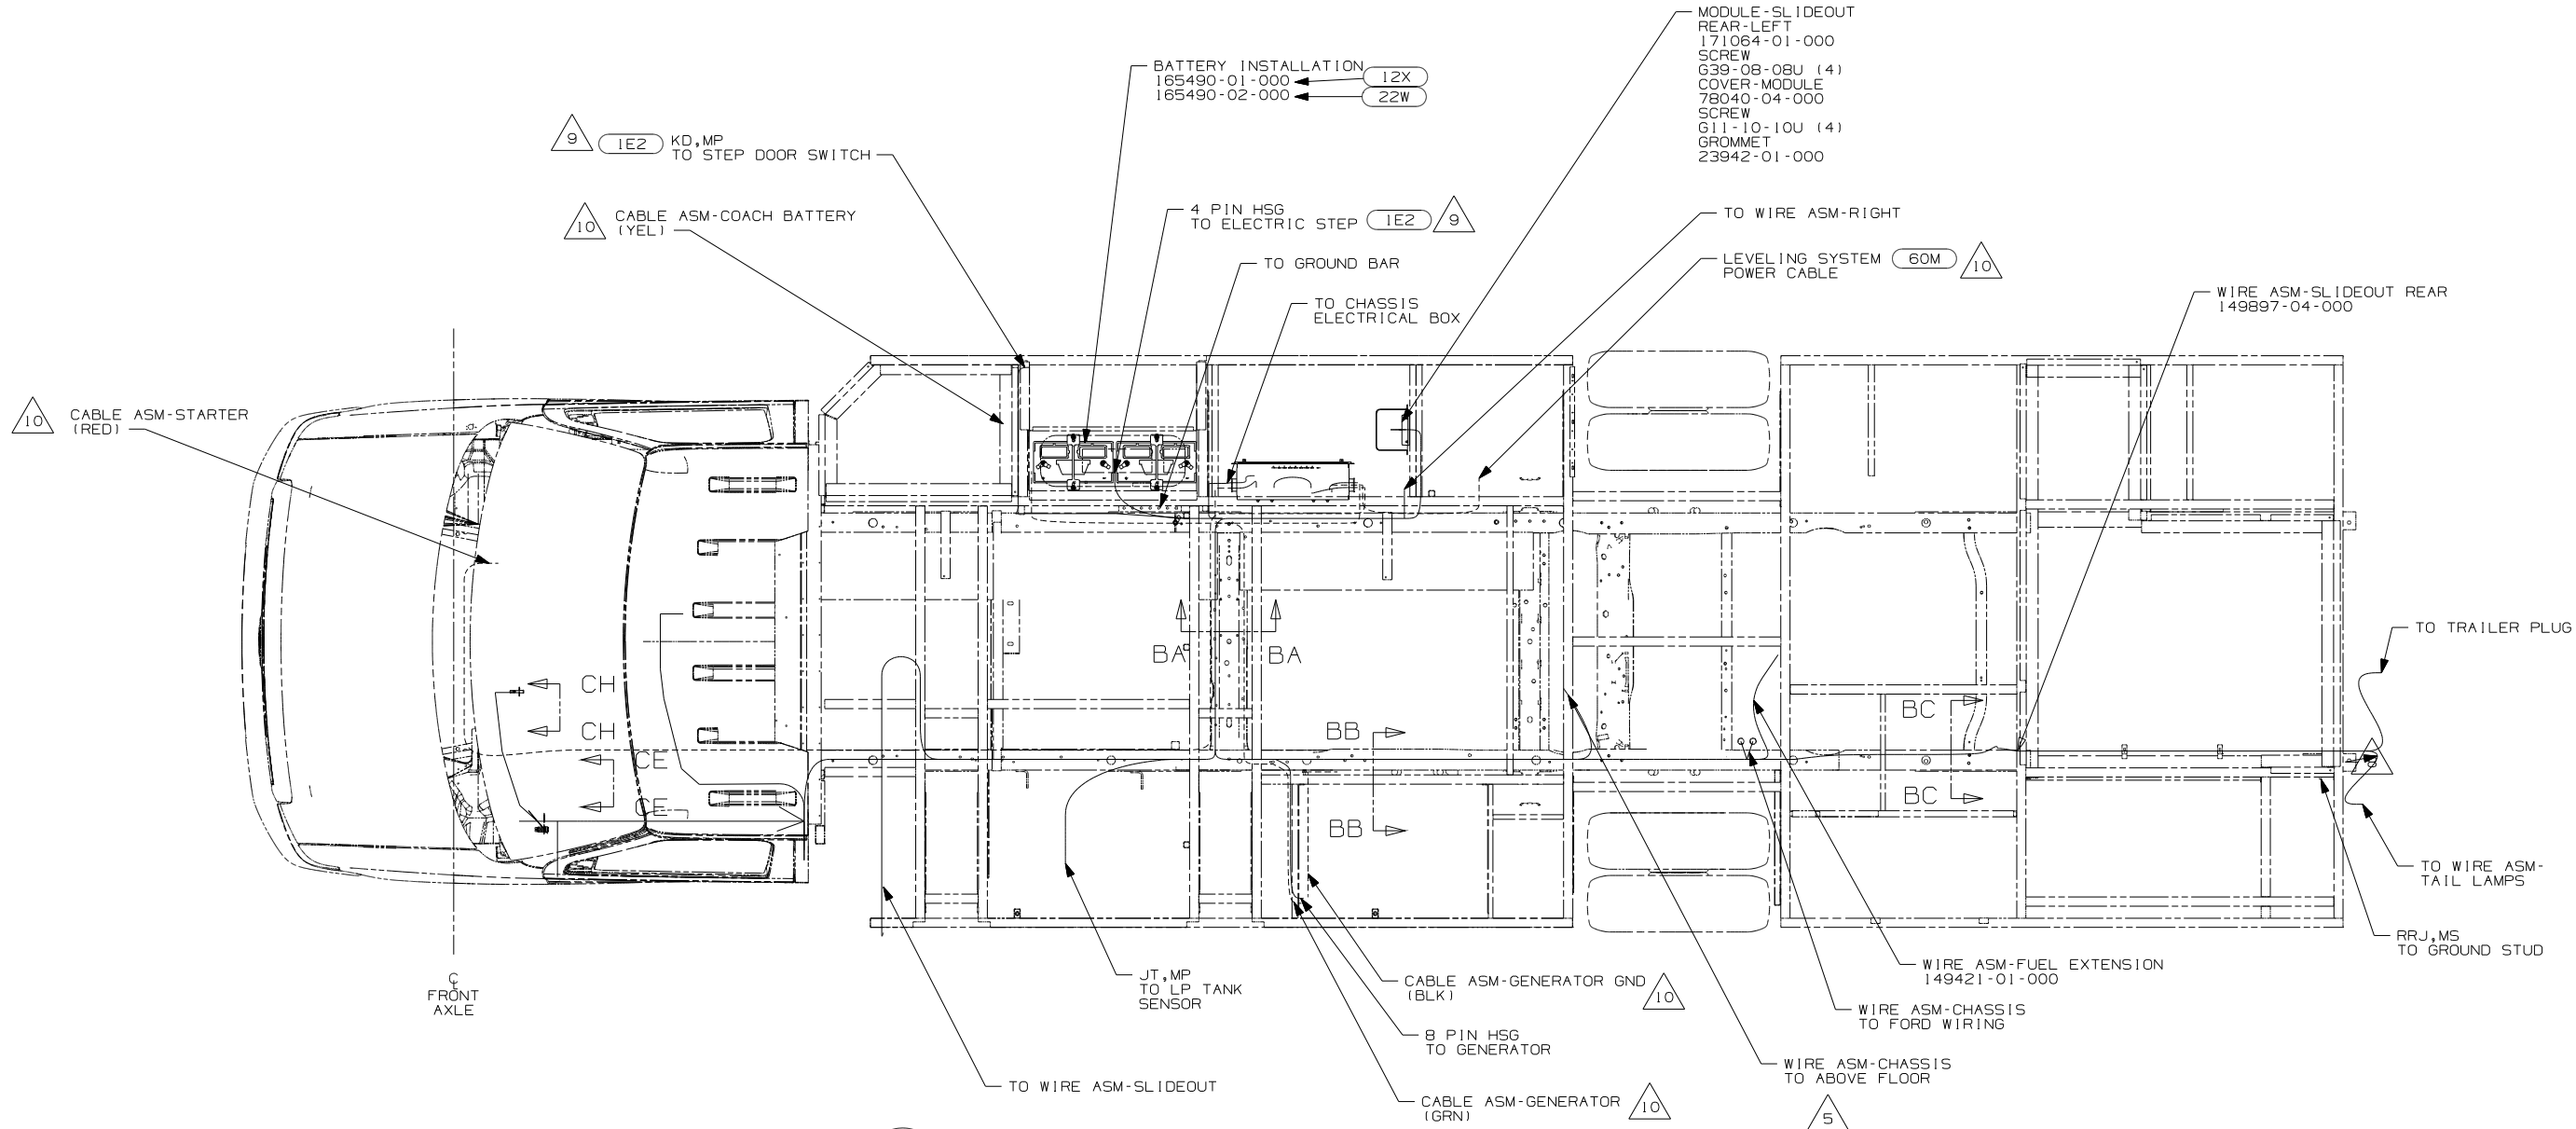 MODULE-SLIDEOUT
REAR-LEFT
171064-01-000
SCREW
G39-08-08U (4)
COVER-MODULE
78040-04-000
SCREW
G11-10-10U (4)
GROMMET
23942-01-000
BATTERY INSTALLATION
165490-01-000 12X
165490-02-000 22W
9 1E2 KD,MP
TO STEP DOOR SWITCH
10 CABLE ASM-COACH BATTERY
(YEL)
4 PIN HSG
TO ELECTRIC STEP 1E2 9
TO GROUND BAR
TO CHASSIS
ELECTRICAL BOX
TO WIRE ASM-RIGHT
LEVELING SYSTEM 60M 10
POWER CABLE
WIRE ASM-SLIDEOUT REAR
149897-04-000
10 CABLE ASM-STARTER
(RED)
TO TRAILER PLUG
BA BA
CH
CH
CE
CE
BB
BB
BC
BC
TO WIRE ASM-
TAIL LAMPS
RRJ,MS
TO GROUND STUD
WIRE ASM-FUEL EXTENSION
149421-01-000
WIRE ASM-CHASSIS
TO FORD WIRING
WIRE ASM-CHASSIS
TO ABOVE FLOOR
5
CABLE ASM-GENERATOR GND
(BLK) 10
8 PIN HSG
TO GENERATOR
CABLE ASM-GENERATOR 10
(GRN)
JT,MP
TO LP TANK
SENSOR
TO WIRE ASM-SLIDEOUT
CL
FRONT
AXLE